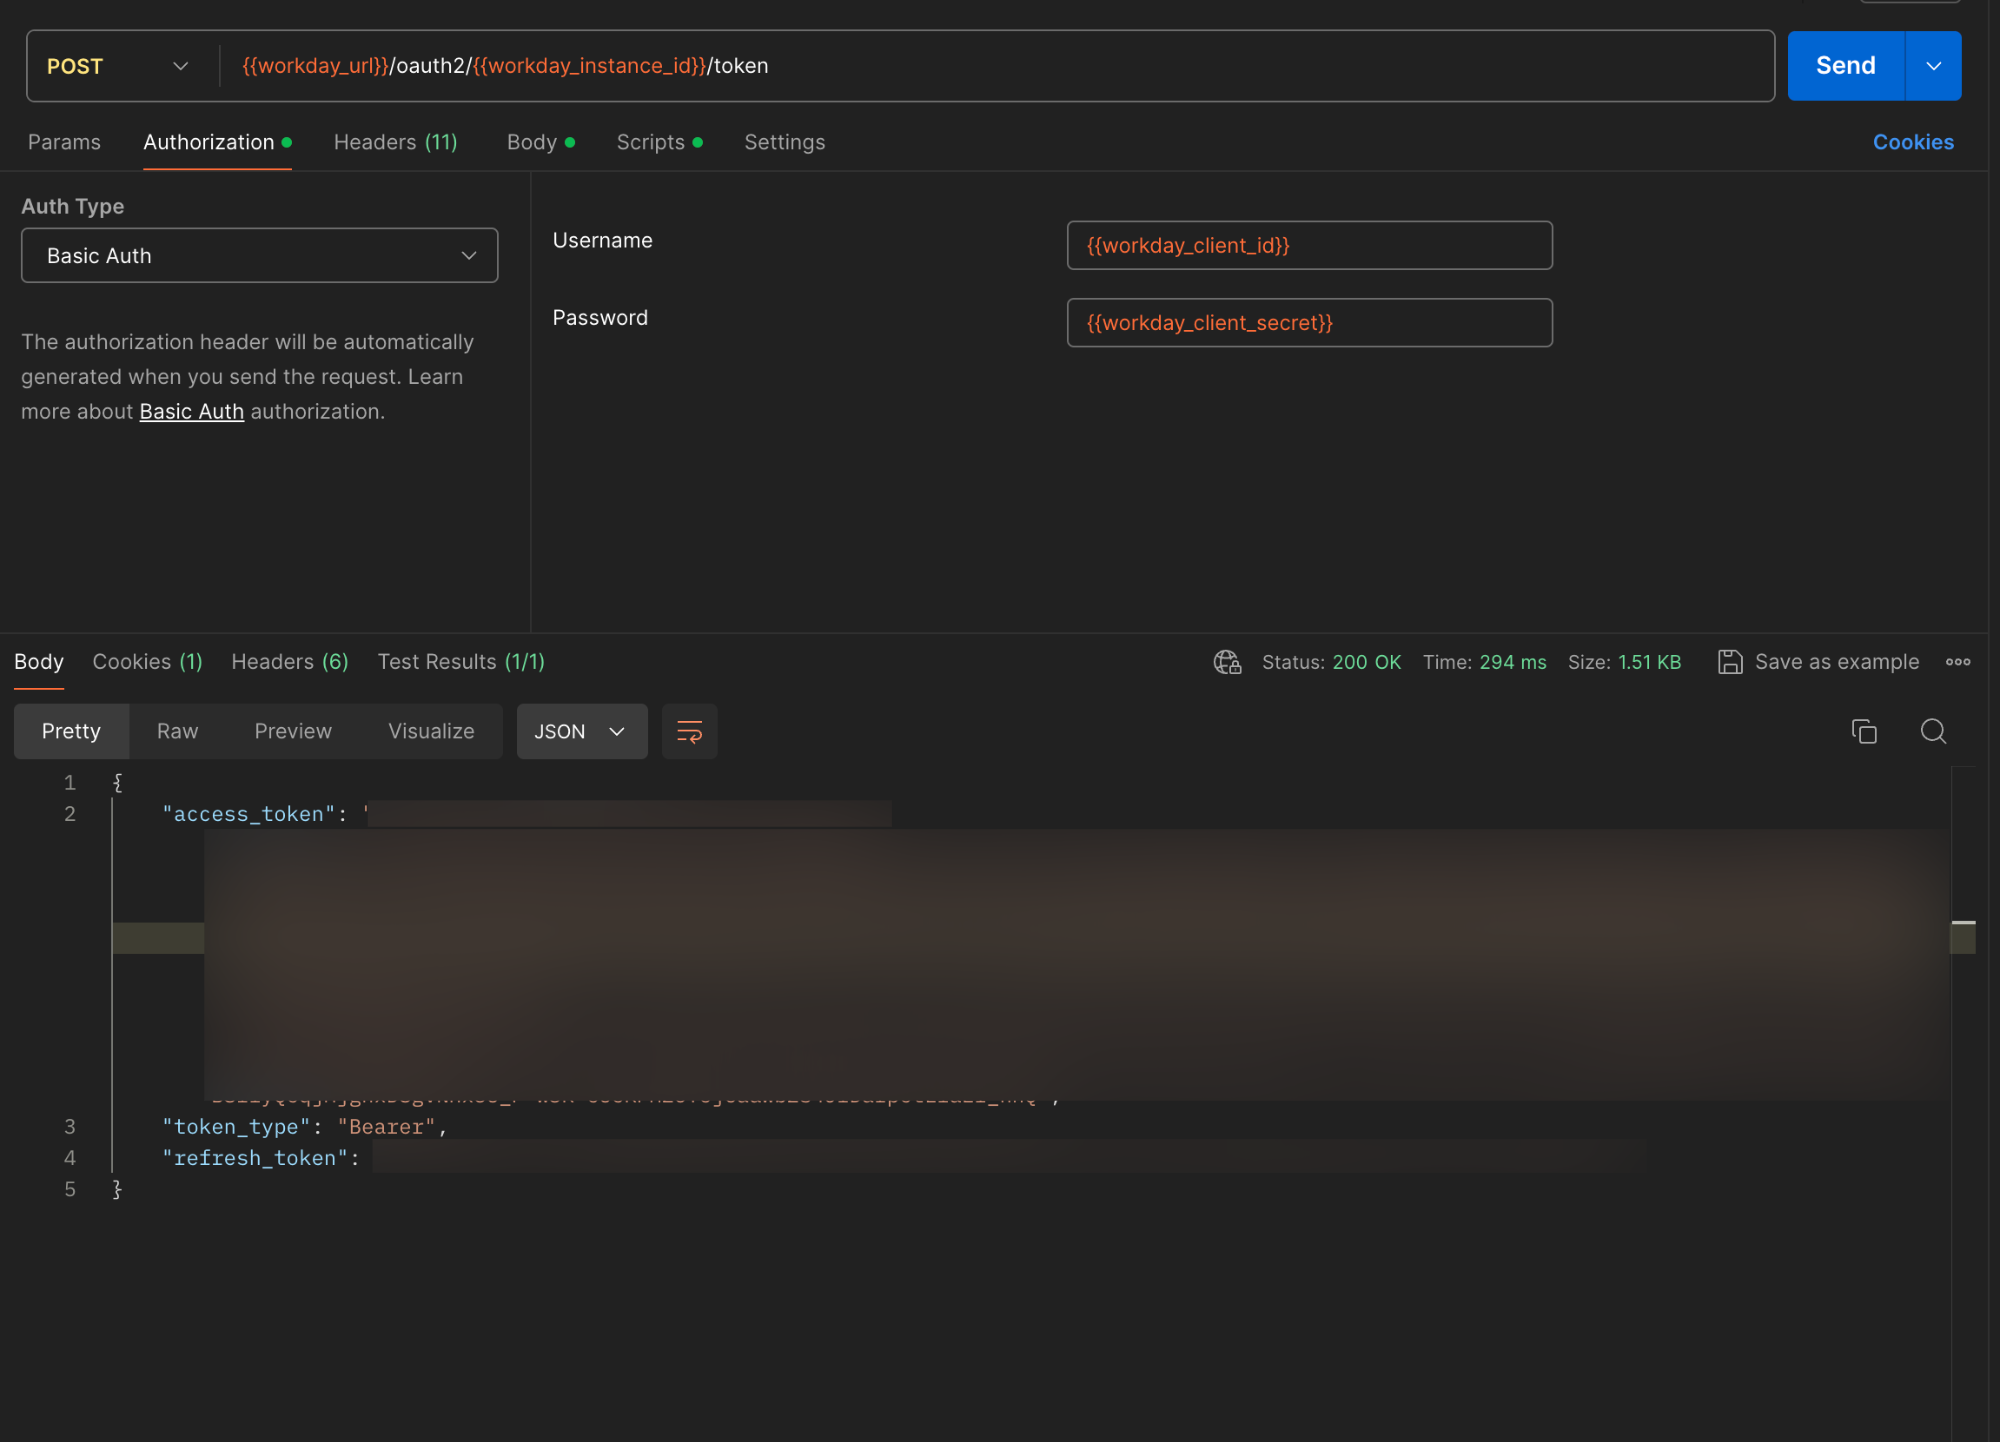 POST {{workday_url}}/oauth2/{{workday_instance_id}}/token Send
Params Authorization Headers (11) Body Scripts Settings Cookies
Auth Type
Basic Auth
The authorization header will be automatically
generated when you send the request. Learn
more about Basic Auth authorization.
Username {{workday_client_id}}
Password {{workday_client_secret}}
Body Cookies (1) Headers (6) Test Results (1/1) Status: 200 OK Time: 294 ms Size: 1.51 KB Save as example
Pretty Raw Preview Visualize JSON
1 {
2 "access_token": "
3 "token_type": "Bearer",
4 "refresh_token":
5 }